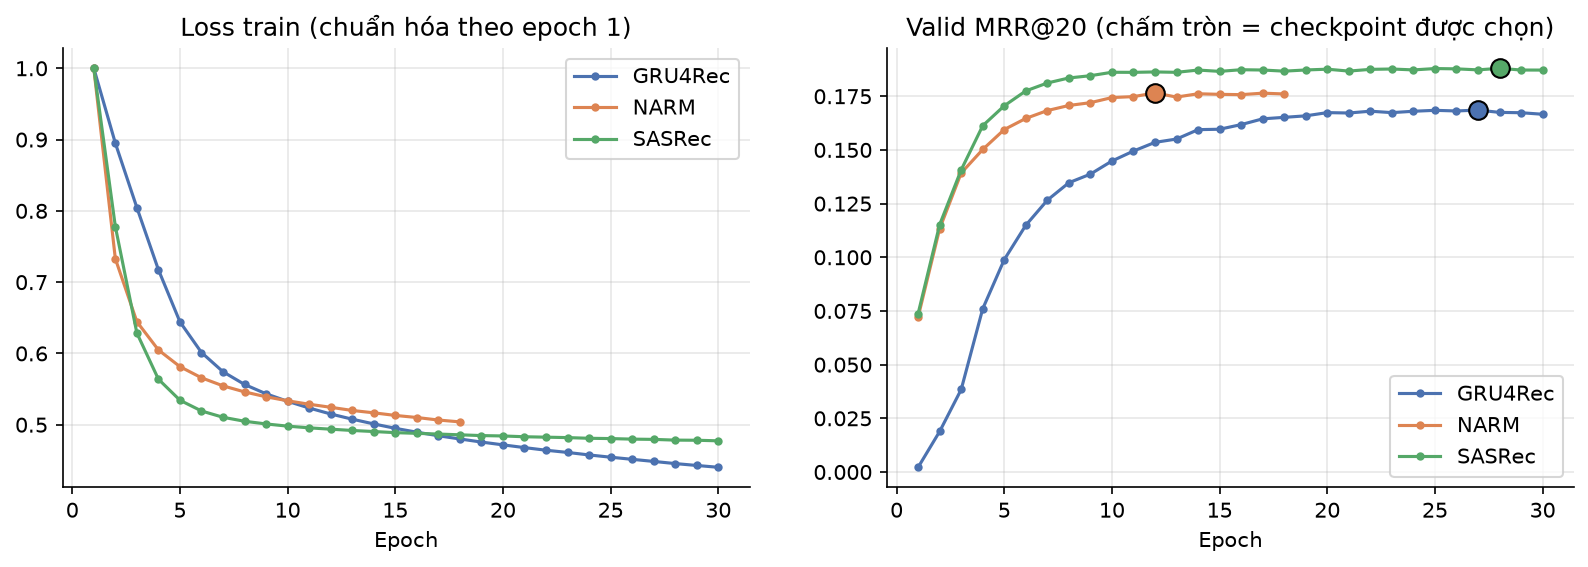 Loss train (chuẩn hóa theo epoch 1)
1.0
0.9
0.8
0.7
0.6
0.5
0
5
10
15
20
25
30
Epoch
GRU4Rec
NARM
SASRec
Valid MRR@20 (chấm tròn = checkpoint được chọn)
0.175
0.150
0.125
0.100
0.075
0.050
0.025
0.000
0
5
10
15
20
25
30
Epoch
GRU4Rec
NARM
SASRec